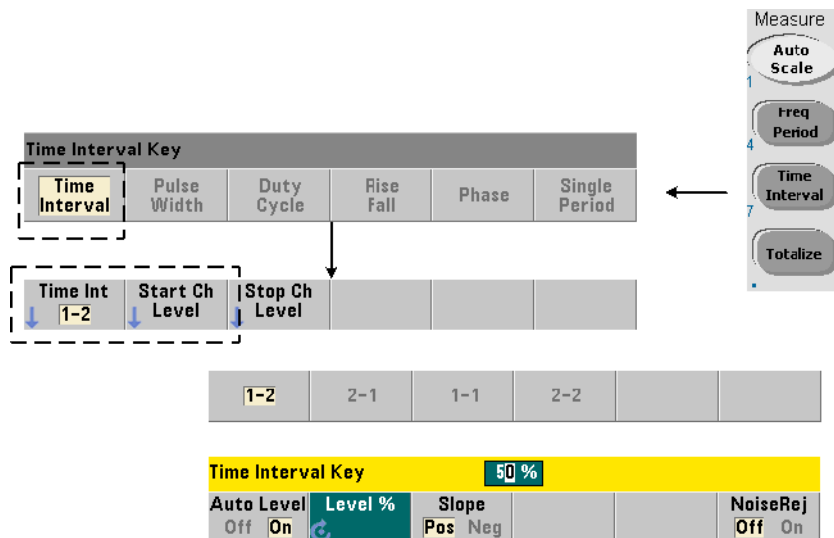 Measure
Auto
Scale
1
Freq
Period
4
Time
Interval
7
Totalize
.
Time Interval Key
Time Interval
Pulse Width
Duty Cycle
Rise Fall
Phase
Single Period
Time Int 1-2
Start Ch Level
Stop Ch Level
1-2 2-1 1-1 2-2
Time Interval Key 50 %
Auto Level Level % Slope NoiseRej
Off On Pos Neg Off On